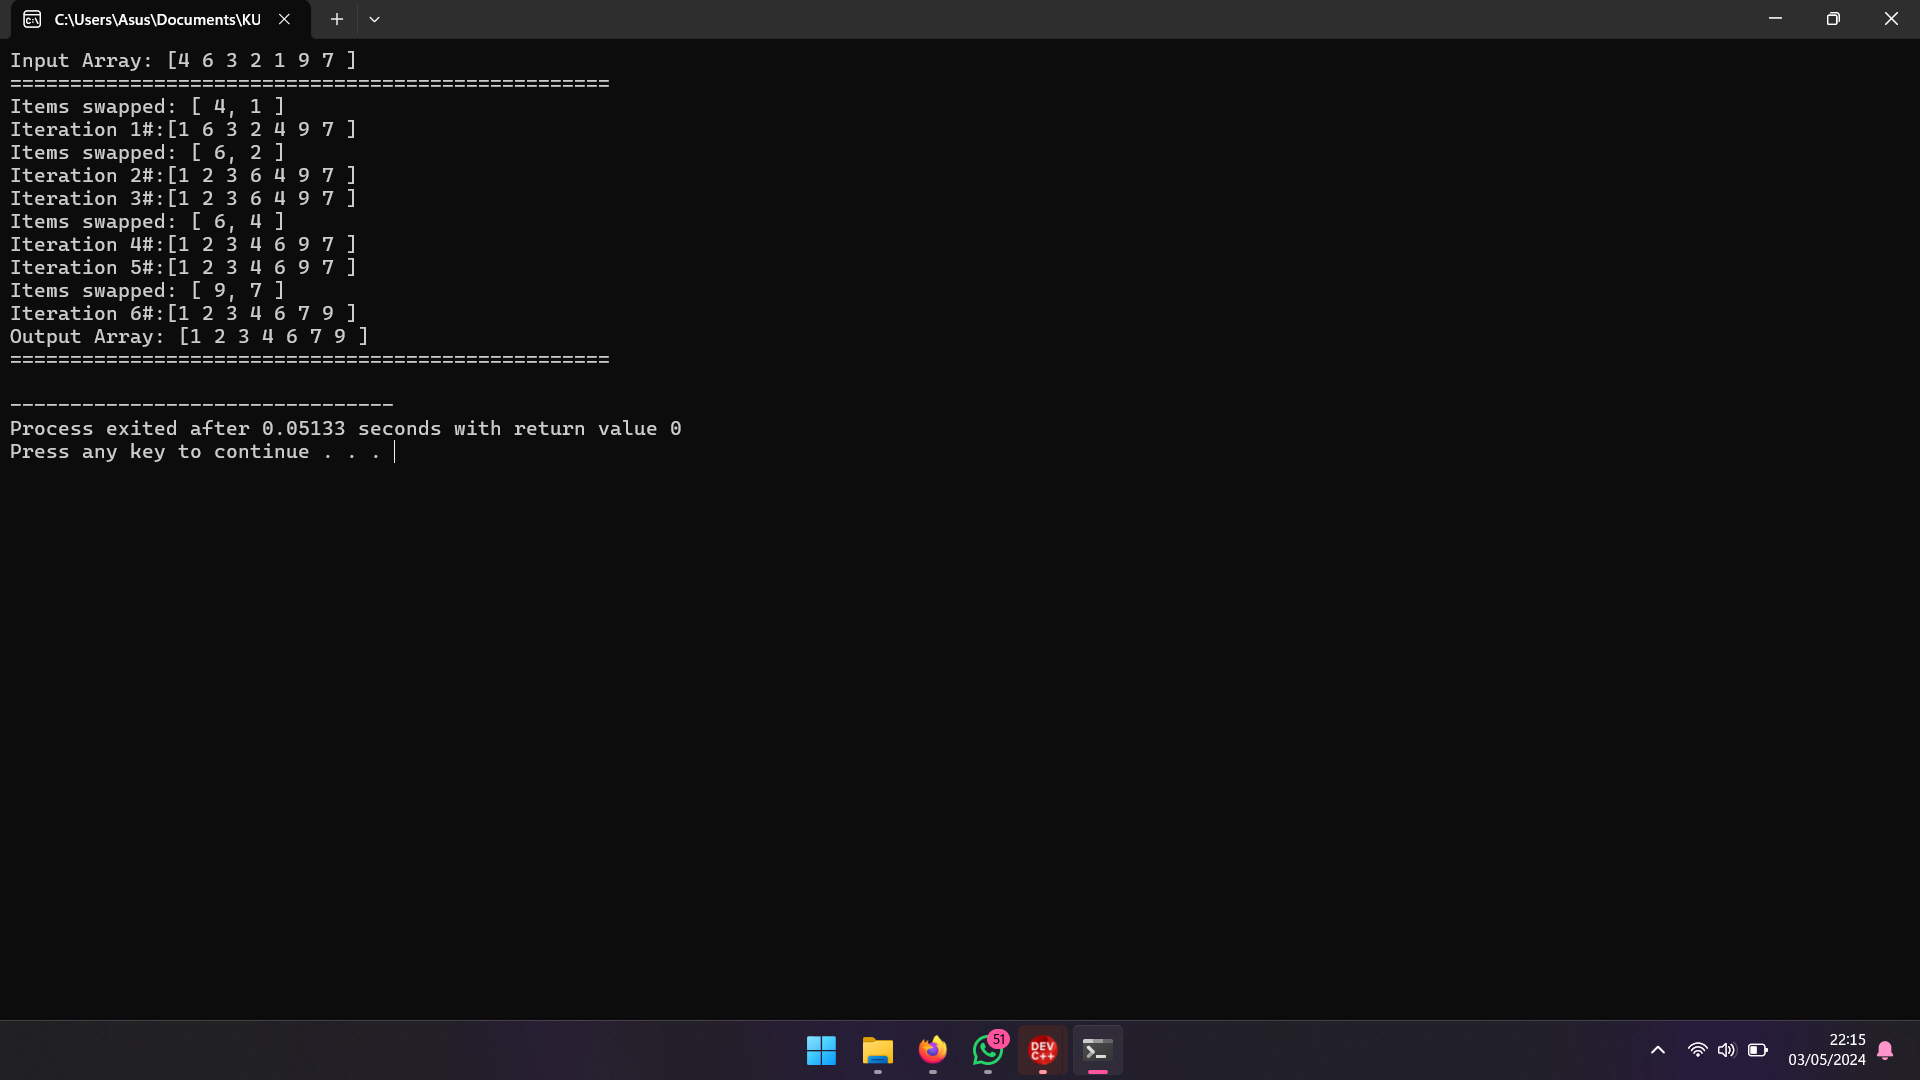 C:\Users\Asus\Documents\KU
Input Array: [4 6 3 2 1 9 7 ]
==================================================
Items swapped: [ 4, 1 ]
Iteration 1#:[1 6 3 2 4 9 7 ]
Items swapped: [ 6, 2 ]
Iteration 2#:[1 2 3 6 4 9 7 ]
Iteration 3#:[1 2 3 6 4 9 7 ]
Items swapped: [ 6, 4 ]
Iteration 4#:[1 2 3 4 6 9 7 ]
Iteration 5#:[1 2 3 4 6 9 7 ]
Items swapped: [ 9, 7 ]
Iteration 6#:[1 2 3 4 6 7 9 ]
Output Array: [1 2 3 4 6 7 9 ]
==================================================
--------------------------------
Process exited after 0.05133 seconds with return value 0
Press any key to continue . . .
51
DEV
C++
22:15
03/05/2024